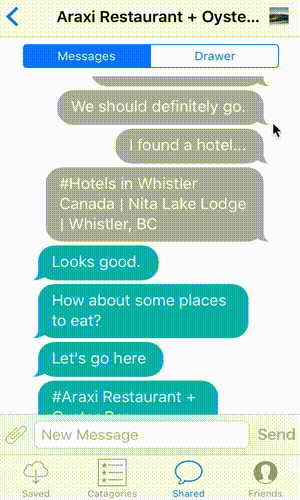 Araxi Restaurant + Oyste...
Messages
Drawer
We should definitely go.
I found a hotel...
#Hotels in Whistler
Canada | Nita Lake Lodge
| Whistler, BC
Looks good.
How about some places
to eat?
Let's go here
#Araxi Restaurant +
Oyster Bar
New Message
Send
Saved
Catagories
Shared
Friends